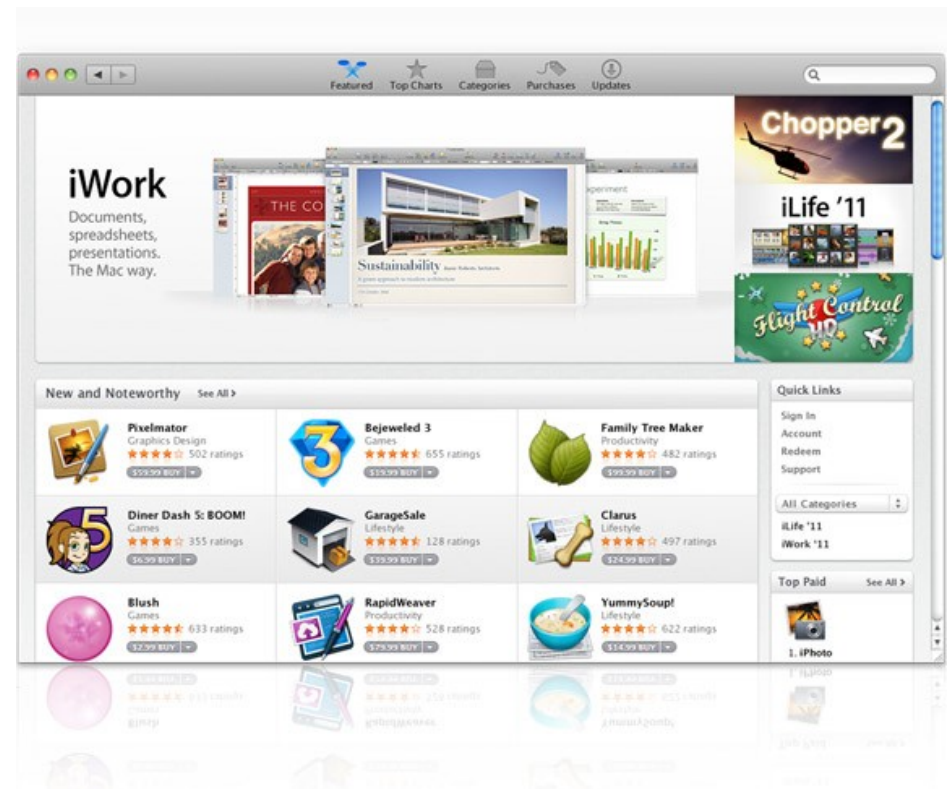 Featured Top Charts Categories Purchases Updates
iWork
Documents,
spreadsheets,
presentations.
The Mac way.
THE CO
Sustainability
A green approach to modern architecture
xperiment
Chopper 2
iLife '11
Flight Control
HD
New and Noteworthy See All >
Pixelmator
Graphics Design
502 ratings
$59.99 BUY
Bejeweled 3
Games
655 ratings
$19.99 BUY
Family Tree Maker
Productivity
482 ratings
$99.99 BUY
Diner Dash 5: BOOM!
Games
355 ratings
$6.99 BUY
GarageSale
Lifestyle
128 ratings
$39.99 BUY
Clarus
Lifestyle
497 ratings
$24.99 BUY
Blush
Games
633 ratings
$2.99 BUY
RapidWeaver
Productivity
528 ratings
$79.99 BUY
YummySoup!
Lifestyle
622 ratings
$14.99 BUY
Quick Links
Sign In
Account
Redeem
Support
All Categories
iLife '11
iWork '11
Top Paid See All >
1. iPhoto